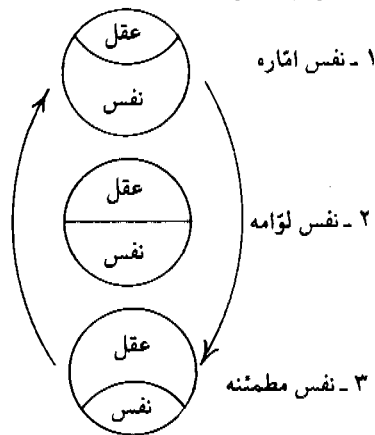 عقل
۱ ـ نفس امّاره
نفس
عقل
۲ ـ نفس لوّامه
نفس
عقل
۳ ـ نفس مطمئنه
نفس